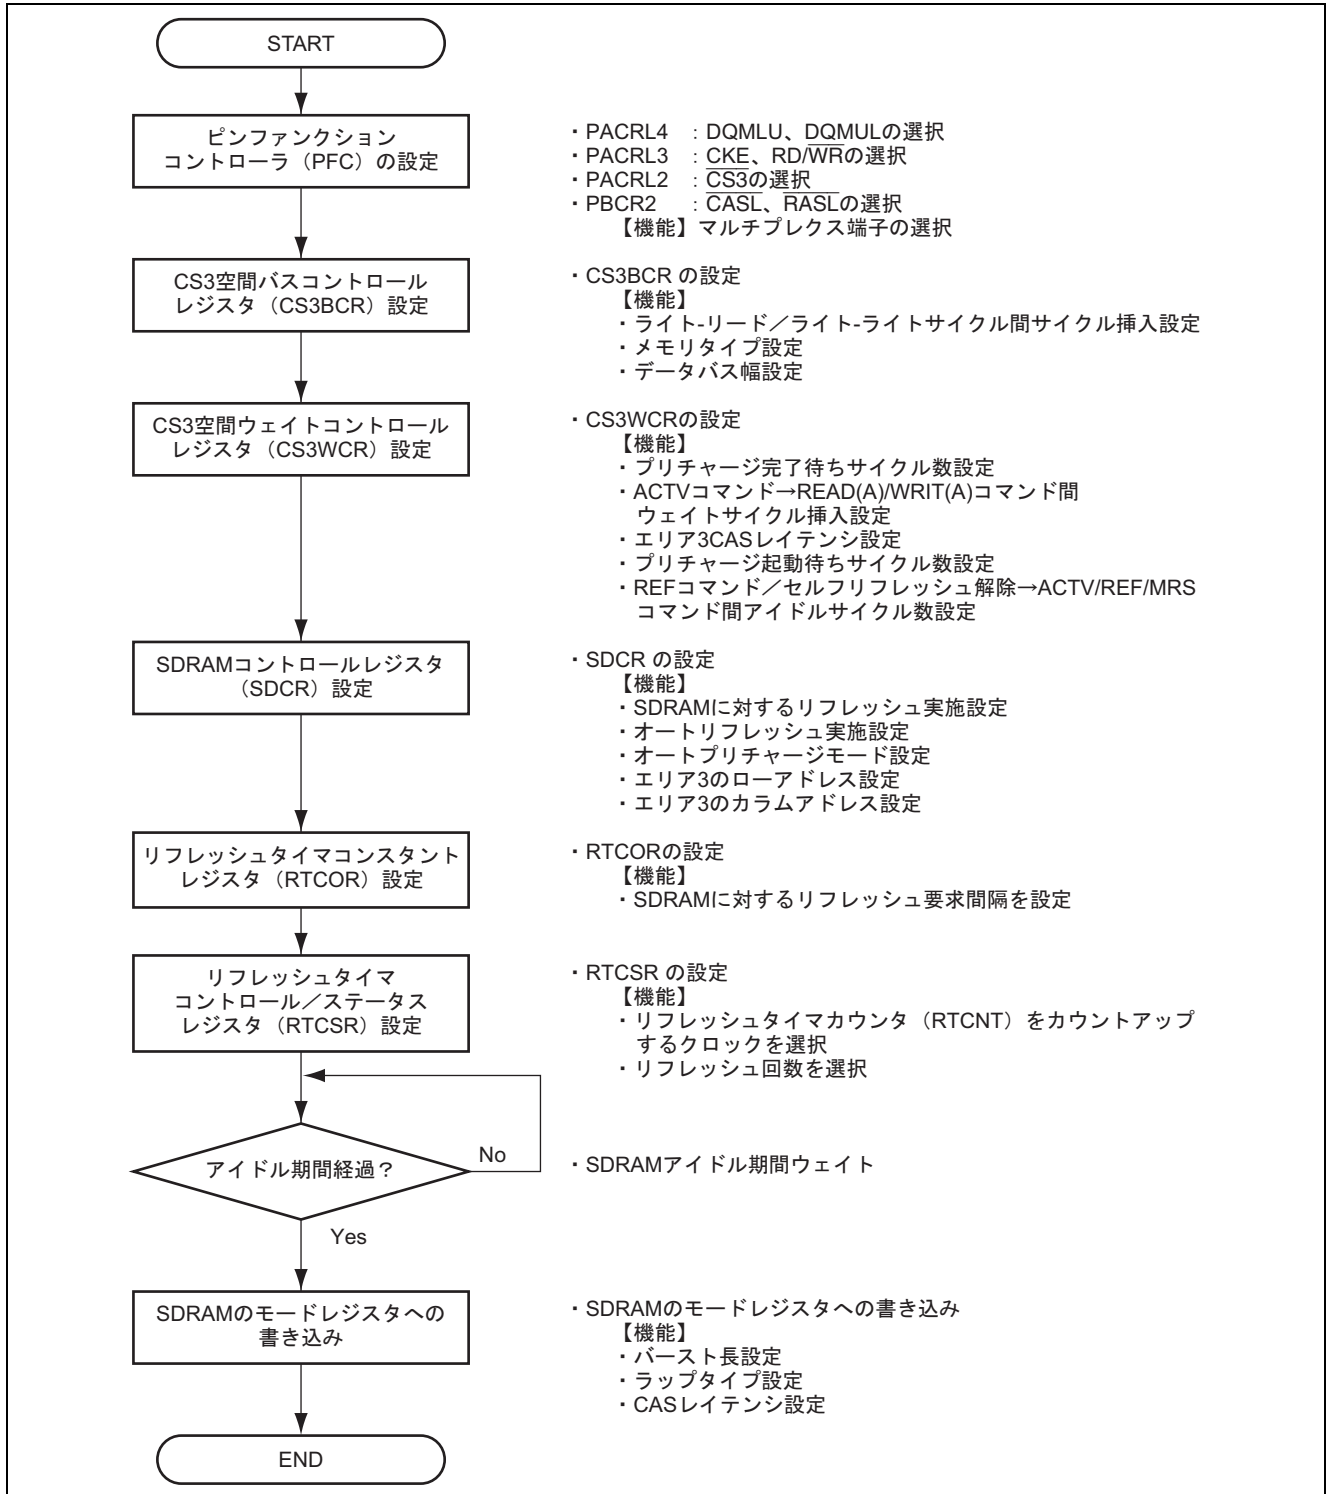 START
ピンファンクション
コントローラ（PFC）の設定
・PACRL4 ：DQMLU、DQMULの選択
・PACRL3 ：CKE、RD/WRの選択
・PACRL2 ：CS3の選択
・PBCR2 ：CASL、RASLの選択
【機能】マルチプレクス端子の選択
CS3空間バスコントロール
レジスタ（CS3BCR）設定
・CS3BCR の設定
【機能】
・ライト-リード／ライト-ライトサイクル間サイクル挿入設定
・メモリタイプ設定
・データバス幅設定
CS3空間ウェイトコントロール
レジスタ（CS3WCR）設定
・CS3WCRの設定
【機能】
・プリチャージ完了待ちサイクル数設定
・ACTVコマンド→READ(A)/WRIT(A)コマンド間
ウェイトサイクル挿入設定
・エリア3CASレイテンシ設定
・プリチャージ起動待ちサイクル数設定
・REFコマンド／セルフリフレッシュ解除→ACTV/REF/MRS
コマンド間アイドルサイクル数設定
SDRAMコントロールレジスタ
（SDCR）設定
・SDCR の設定
【機能】
・SDRAMに対するリフレッシュ実施設定
・オートリフレッシュ実施設定
・オートプリチャージモード設定
・エリア3のローアドレス設定
・エリア3のカラムアドレス設定
リフレッシュタイマコンスタント
レジスタ（RTCOR）設定
・RTCORの設定
【機能】
・SDRAMに対するリフレッシュ要求間隔を設定
リフレッシュタイマ
コントロール／ステータス
レジスタ（RTCSR）設定
・RTCSR の設定
【機能】
・リフレッシュタイマカウンタ（RTCNT）をカウントアップ
するクロックを選択
・リフレッシュ回数を選択
アイドル期間経過？
No
・SDRAMアイドル期間ウェイト
Yes
SDRAMのモードレジスタへの
書き込み
・SDRAMのモードレジスタへの書き込み
【機能】
・バースト長設定
・ラップタイプ設定
・CASレイテンシ設定
END